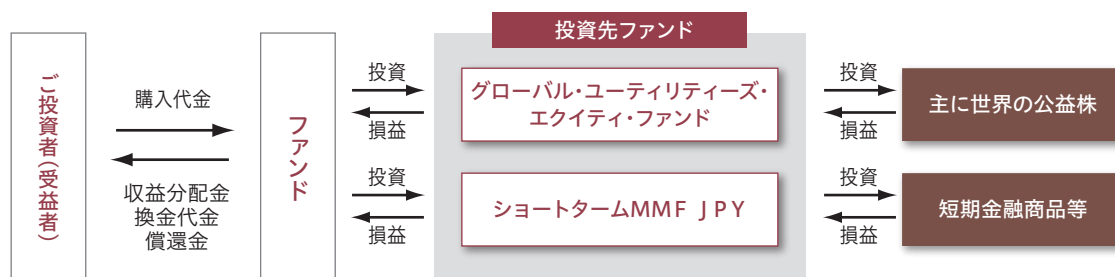 ご投資者(受益者)
購入代金
収益分配金
換金代金
償還金
ファンド
投資
損益
投資
損益
投資先ファンド
グローバル・ユーティリティーズ・
エクイティ・ファンド
ショートタームMMF JPY
投資
損益
投資
損益
主に世界の公益株
短期金融商品等